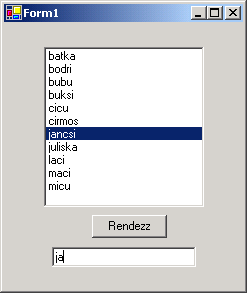 Form1
batka
bodri
bubu
buksi
cicu
cirmos
jancsi
juliska
laci
maci
micu
Rendezz
ja